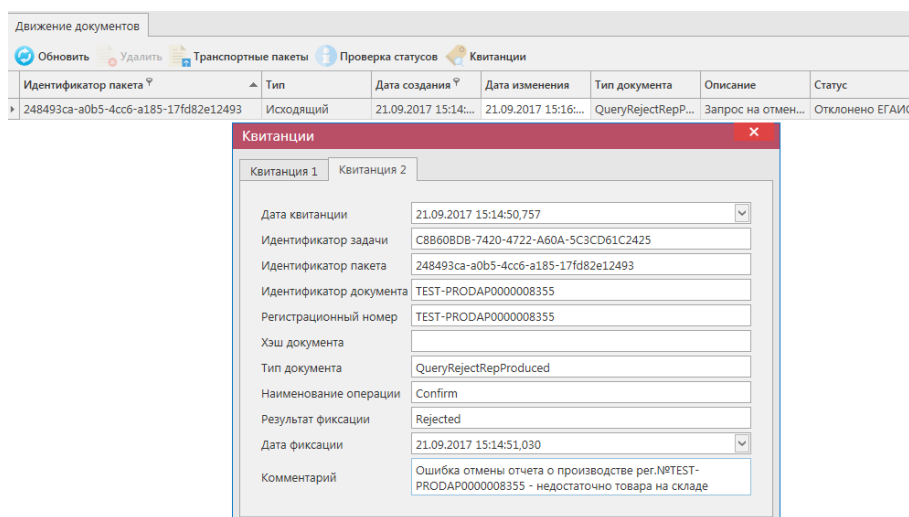 Движение документов
Обновить Удалить Транспортные пакеты Проверка статусов Квитанции
Идентификатор пакета Тип Дата создания Дата изменения Тип документа Описание Статус
248493ca-a0b5-4cc6-a185-17fd82e12493 Исходящий 21.09.2017 15:14:... 21.09.2017 15:16:... QueryRejectRepP... Запрос на отмен... Отклонено ЕГАИС
Квитанции
Квитанция 1 Квитанция 2
Дата квитанции 21.09.2017 15:14:50,757
Идентификатор задачи C8B60BDB-7420-4722-A60A-5C3CD61C2425
Идентификатор пакета 248493ca-a0b5-4cc6-a185-17fd82e12493
Идентификатор документа TEST-PRODAP0000008355
Регистрационный номер TEST-PRODAP0000008355
Хэш документа
Тип документа QueryRejectRepProduced
Наименование операции Confirm
Результат фиксации Rejected
Дата фиксации 21.09.2017 15:14:51,030
Комментарий Ошибка отмены отчета о производстве рег.№TEST-
PRODAP0000008355 - недостаточно товара на складе